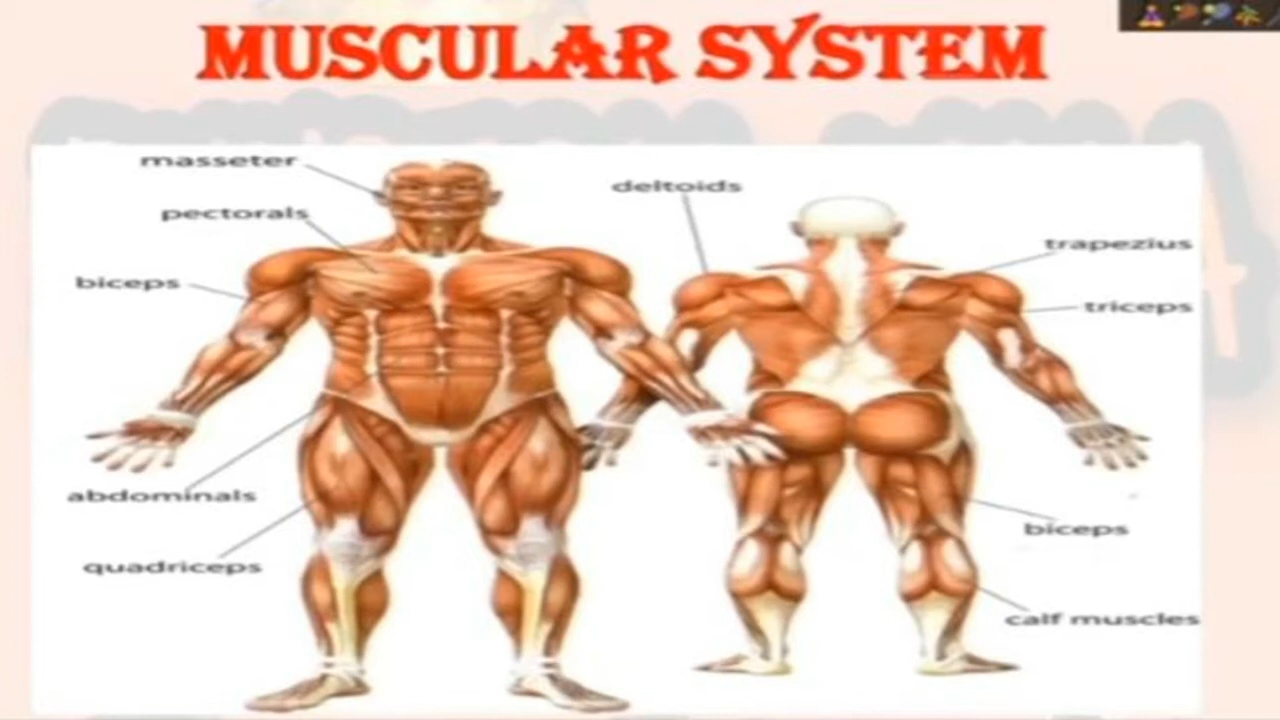 MUSCULAR SYSTEM
masseter
pectorals
biceps
abdominals
quadriceps
deltoids
trapezius
triceps
biceps
calf muscles